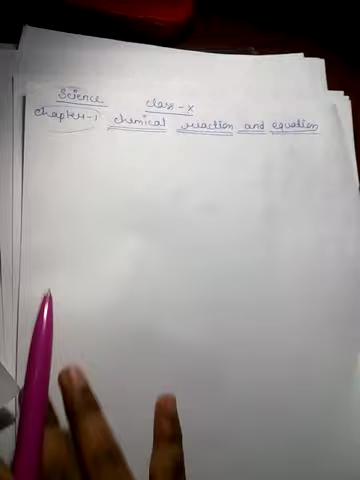 Science
class-x
chapter-1 chemical reaction and equation